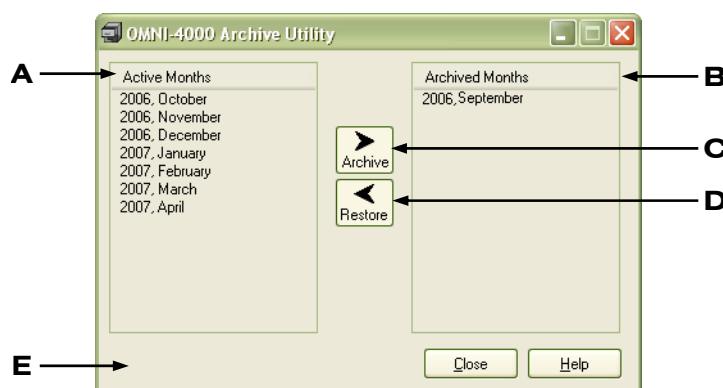 OMNI-4000 Archive Utility
A
Active Months
2006, October
2006, November
2006, December
2007, January
2007, February
2007, March
2007, April
Archive
Restore
Archived Months
2006,September
B
C
D
E
Close
Help